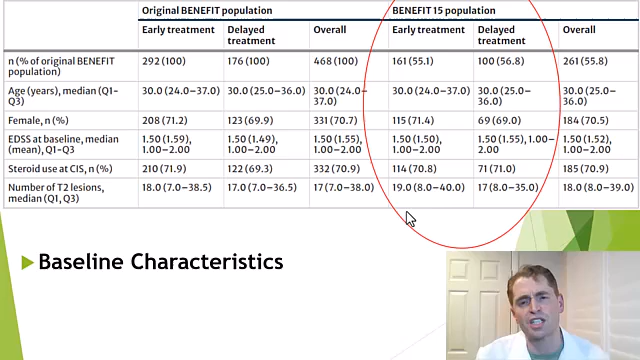 Original BENEFIT population BENEFIT 15 population
Early treatment Delayed treatment Overall Early treatment Delayed treatment Overall
n (% of original BENEFIT population) 292 (100) 176 (100) 468 (100) 161 (55.1) 100 (56.8) 261 (55.8)
Age (years), median (Q1–Q3) 30.0 (24.0–37.0) 30.0 (25.0–36.0) 30.0 (24.0–37.0) 30.0 (24.0–37.0) 30.0 (25.0–36.0) 30.0 (25.0–36.0)
Female, n (%) 208 (71.2) 123 (69.9) 331 (70.7) 115 (71.4) 69 (69.0) 184 (70.5)
EDSS at baseline, median (mean), Q1–Q3 1.50 (1.59), 1.00–2.00 1.50 (1.49), 1.00–2.00 1.50 (1.55), 1.00–2.00 1.50 (1.50), 1.00–2.00 1.50 (1.55), 1.00–2.00 1.50 (1.52), 1.00–2.00
Steroid use at CIS, n (%) 210 (71.9) 122 (69.3) 332 (70.9) 114 (70.8) 71 (71.0) 185 (70.9)
Number of T2 lesions, median (Q1, Q3) 18.0 (7.0–38.5) 17.0 (7.0–36.5) 17 (7.0–38.0) 19.0 (8.0–40.0) 17 (8.0–35.0) 18.0 (8.0–39.0)
Baseline Characteristics